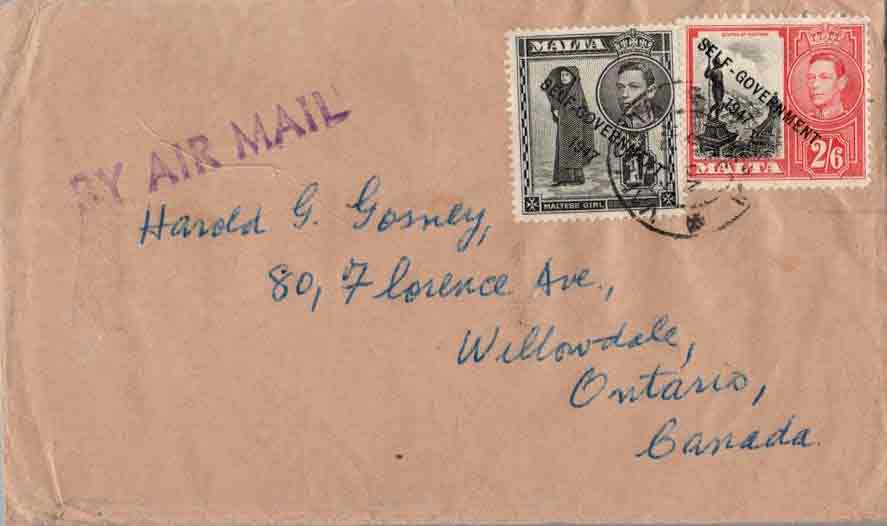 BY AIR MAIL
MALTA
SELF-GOVERNMENT
1947
MALTESE GIRL
SELF-GOVERNMENT
1947
MALTA
2/6
Harold G. Gosney,
80, Florence Ave.,
Willowdale,
Ontario,
Canada.